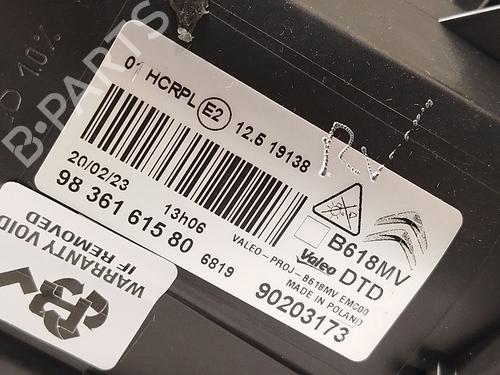 01 HCRPL E2 12.5 19138
20/02/23 13h06
98 361 615 80 6819
VALEO-PROJ-B618MV EMC00
B618MV
Valeo DTD
MADE IN POLAND
90203173
WARRANTY VOID
IF REMOVED
D 10%
B-PARTS